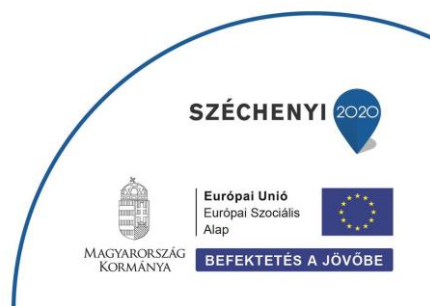 SZÉCHENYI 2020
Európai Unió
Európai Szociális
Alap
MAGYARORSZÁG
KORMÁNYA
BEFEKTETÉS A JÖVŐBE